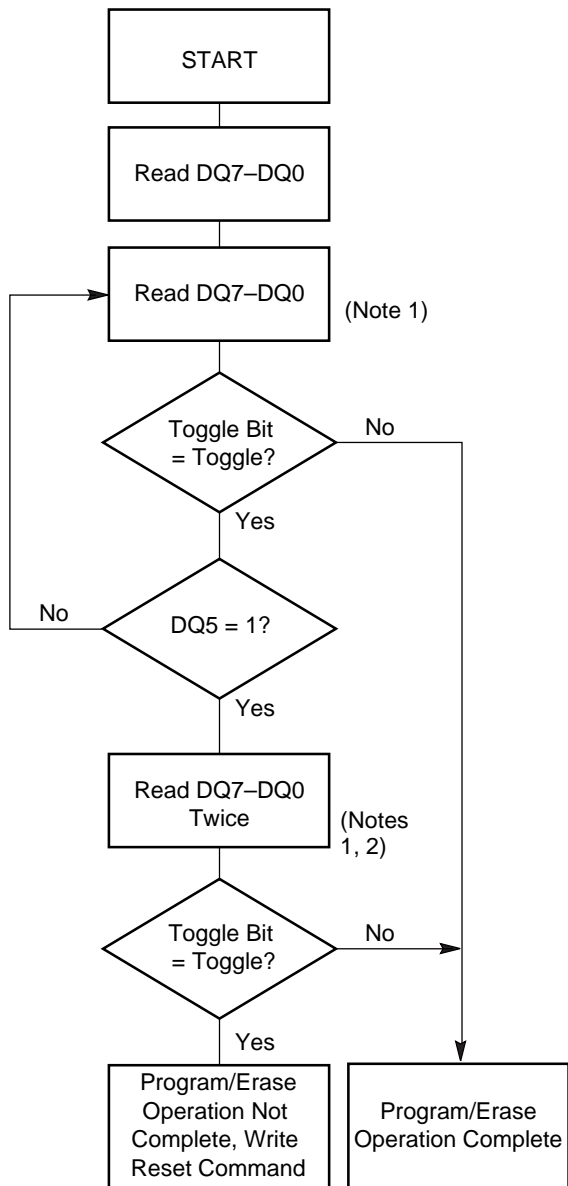 START
Read DQ7–DQ0
Read DQ7–DQ0
(Note 1)
Toggle Bit
= Toggle?
No
Yes
No
DQ5 = 1?
Yes
Read DQ7–DQ0
Twice
(Notes
1, 2)
Toggle Bit
= Toggle?
No
Yes
Program/Erase
Operation Not
Complete, Write
Reset Command
Program/Erase
Operation Complete